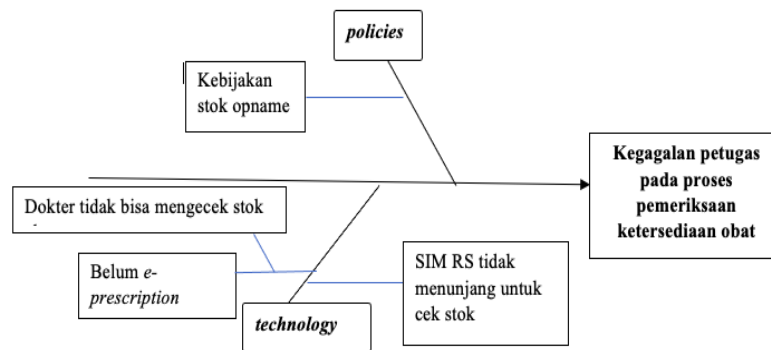 policies
Kebijakan
stok opname
Kegagalan petugas
pada proses
pemeriksaan
ketersediaan obat
Dokter tidak bisa mengecek stok
Belum e-
prescription
SIM RS tidak
menunjang untuk
cek stok
technology